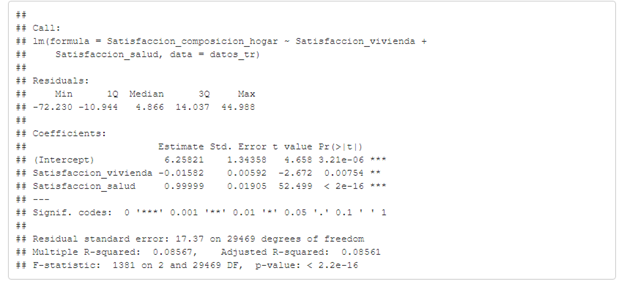 ##
## Call:
## lm(formula = Satisfaccion_composicion_hogar ~ Satisfaccion_vivienda +
##     Satisfaccion_salud, data = datos_tr)
##
## Residuals:
##     Min      1Q  Median      3Q     Max
## -72.230 -10.944   4.866  14.037  44.988
##
## Coefficients:
##                       Estimate Std. Error t value Pr(>|t|)
## (Intercept)            6.25821    1.34358   4.658 3.21e-06 ***
## Satisfaccion_vivienda -0.01582    0.00592  -2.672  0.00754 **
## Satisfaccion_salud     0.99999    0.01905  52.499  < 2e-16 ***
## ---
## Signif. codes:  0 '***' 0.001 '**' 0.01 '*' 0.05 '.' 0.1 ' ' 1
##
## Residual standard error: 17.37 on 29469 degrees of freedom
## Multiple R-squared:  0.08567,    Adjusted R-squared:  0.08561
## F-statistic:  1381 on 2 and 29469 DF,  p-value: < 2.2e-16